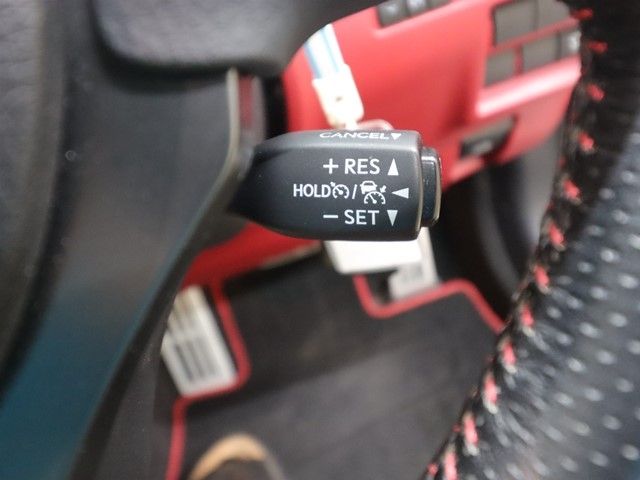 CANCEL▼
+ RES ▲
HOLD / ◄
− SET ▼